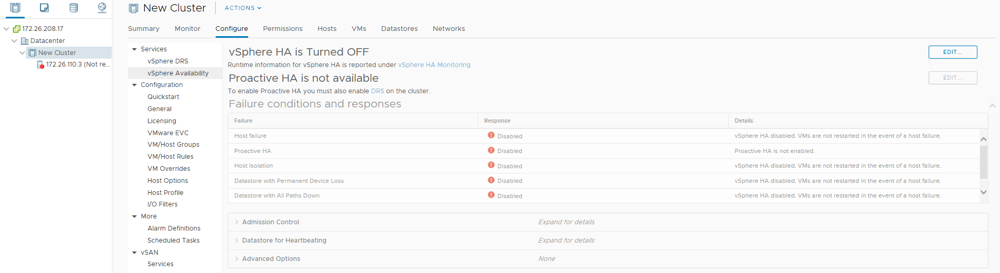 New Cluster
ACTIONS
172.26.208.17
Datacenter
New Cluster
172.26.110.3 (Not re...
Summary Monitor Configure Permissions Hosts VMs Datastores Networks
Services
vSphere DRS
vSphere Availability
Configuration
Quickstart
General
Licensing
VMware EVC
VM/Host Groups
VM/Host Rules
VM Overrides
Host Options
Host Profile
I/O Filters
More
Alarm Definitions
Scheduled Tasks
vSAN
Services
vSphere HA is Turned OFF
EDIT...
Runtime information for vSphere HA is reported under vSphere HA Monitoring
Proactive HA is not available
EDIT...
To enable Proactive HA you must also enable DRS on the cluster.
Failure conditions and responses
Failure Response Details
Host failure Disabled vSphere HA disabled. VMs are not restarted in the event of a host failure.
Proactive HA Disabled Proactive HA is not enabled.
Host Isolation Disabled vSphere HA disabled. VMs are not restarted in the event of a host failure.
Datastore with Permanent Device Loss Disabled vSphere HA disabled. VMs are not restarted in the event of a host failure.
Datastore with All Paths Down Disabled vSphere HA disabled. VMs are not restarted in the event of a host failure.
Admission Control Expand for details
Datastore for Heartbeating Expand for details
Advanced Options None